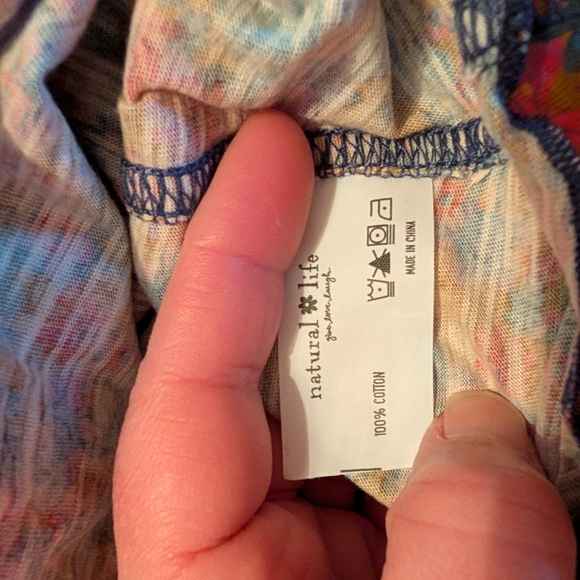 natural life
give love laugh
100% COTTON
MADE IN CHINA